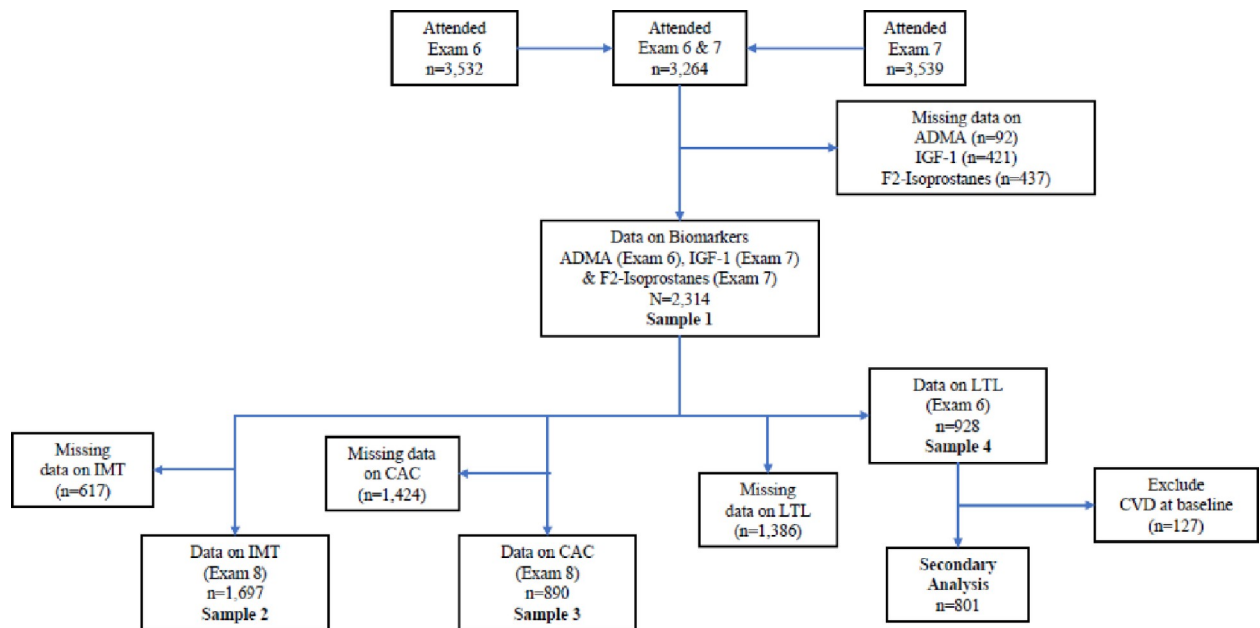 Attended
Exam 6
n=3,532
Attended
Exam 6 & 7
n=3,264
Attended
Exam 7
n=3,539
Missing data on
ADMA (n=92)
IGF-1 (n=421)
F2-Isoprostanes (n=437)
Data on Biomarkers
ADMA (Exam 6), IGF-1 (Exam 7)
& F2-Isoprostanes (Exam 7)
N=2,314
Sample 1
Data on LTL
(Exam 6)
n=928
Sample 4
Missing
data on IMT
(n=617)
Missing data
on CAC
(n=1,424)
Missing
data on LTL
(n=1,386)
Exclude
CVD at baseline
(n=127)
Data on IMT
(Exam 8)
n=1,697
Sample 2
Data on CAC
(Exam 8)
n=890
Sample 3
Secondary
Analysis
n=801